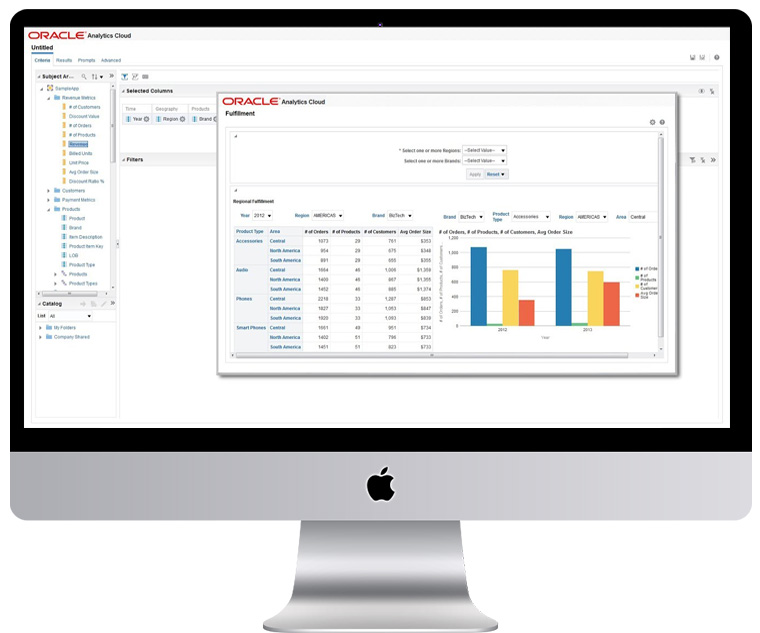 ORACLE Analytics Cloud
Untitled
Criteria Results Prompts Advanced
Subject Ar...
Selected Columns
SampleApp
Revenue Metrics
# of Customers
Discount Value
# of Orders
# of Products
Revenue
Billed Units
Unit Price
Avg Order Size
Discount Ratio %
Customers
Payment Metrics
Products
Product
Brand
Item Description
Product Item Key
LOB
Product Type
Products
Product Types
Catalog
List All
My Folders
Company Shared
Time Geography Products
Year Region Brand
Filters
ORACLE Analytics Cloud
Fulfillment
* Select one or more Regions: --Select Value--
Select one or more Brands: --Select Value--
Apply Reset
Regional Fulfillment
Year 2012 Region AMERICAS Brand BizTech
Brand BizTech Product Type Accessories Region AMERICAS Area Central
Product Type Area # of Orders # of Products # of Customers Avg Order Size
Accessories Central 1073 29 761 $353
North America 954 29 675 $348
South America 891 29 655 $355
Audio Central 1664 46 1,006 $1,359
North America 1400 46 867 $1,355
South America 1452 46 885 $1,374
Phones Central 2218 33 1,287 $853
North America 1927 33 1,053 $847
South America 1920 33 1,093 $839
Smart Phones Central 1651 49 951 $734
North America 1402 51 796 $733
South America 1451 51 823 $733
# of Orders, # of Products, # of Customers, Avg Order Size
# of Orders, # of Products, # of Customers
1,200
1,000
800
600
400
200
0
2012 2013
Year
# of Orde
# of Products
# of Customers
Avg Order Size